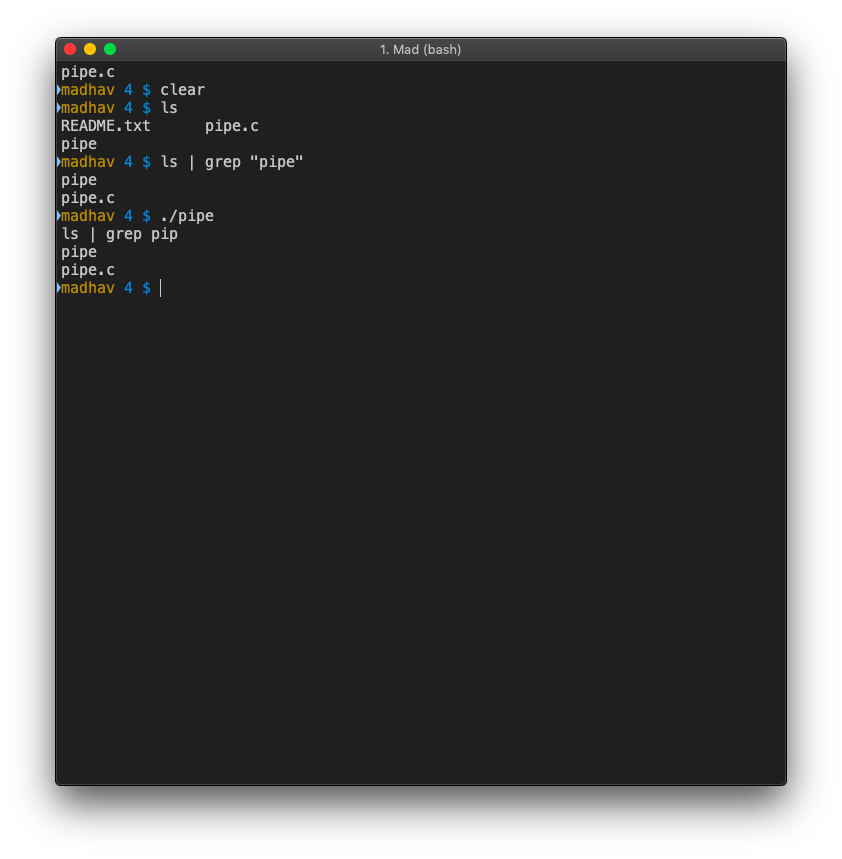 1. Mad (bash)
pipe.c
madhav 4 $ clear
madhav 4 $ ls
README.txt      pipe.c
pipe
madhav 4 $ ls | grep "pipe"
pipe
pipe.c
madhav 4 $ ./pipe
ls | grep pip
pipe
pipe.c
madhav 4 $